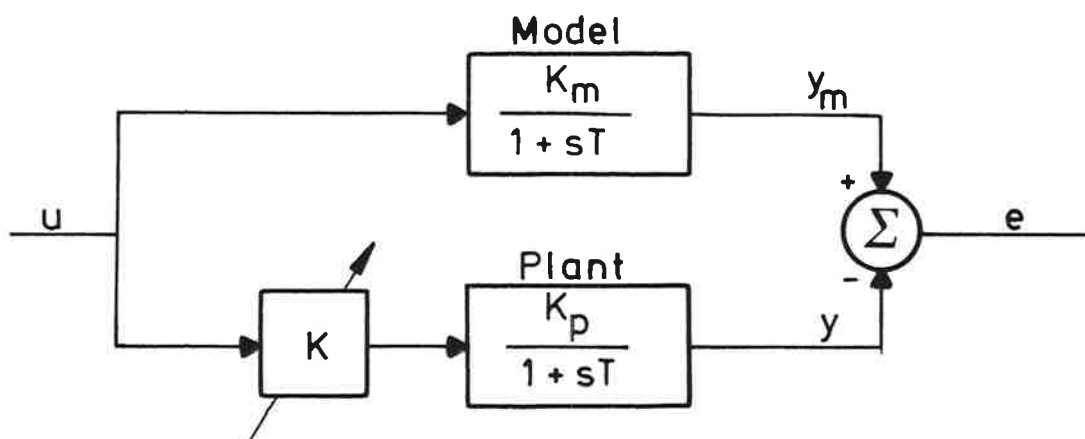 Model
K_m
1 + sT
y_m
+
u
Σ
e
Plant
-
K
K_p
1 + sT
y